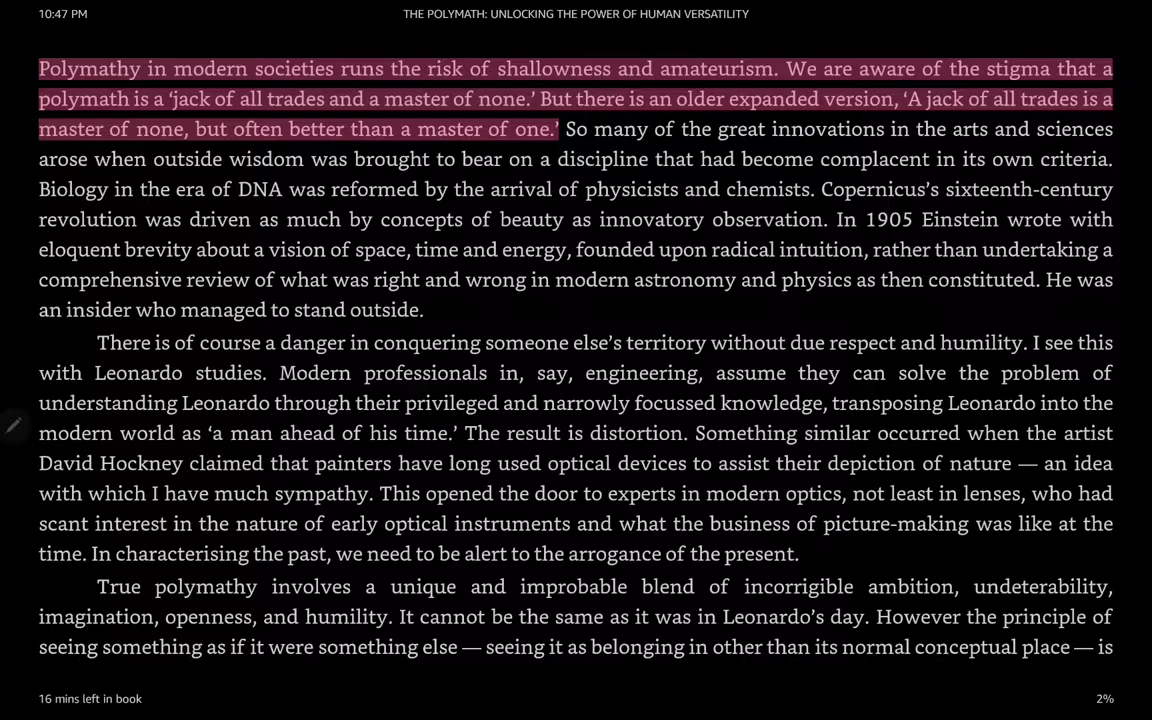 10:47 PM
THE POLYMATH: UNLOCKING THE POWER OF HUMAN VERSATILITY
Polymathy in modern societies runs the risk of shallowness and amateurism. We are aware of the stigma that a
polymath is a ‘jack of all trades and a master of none.’ But there is an older expanded version, ‘A jack of all trades is a
master of none, but often better than a master of one.’ So many of the great innovations in the arts and sciences
arose when outside wisdom was brought to bear on a discipline that had become complacent in its own criteria.
Biology in the era of DNA was reformed by the arrival of physicists and chemists. Copernicus’s sixteenth-century
revolution was driven as much by concepts of beauty as innovatory observation. In 1905 Einstein wrote with
eloquent brevity about a vision of space, time and energy, founded upon radical intuition, rather than undertaking a
comprehensive review of what was right and wrong in modern astronomy and physics as then constituted. He was
an insider who managed to stand outside.
There is of course a danger in conquering someone else’s territory without due respect and humility. I see this
with Leonardo studies. Modern professionals in, say, engineering, assume they can solve the problem of
understanding Leonardo through their privileged and narrowly focussed knowledge, transposing Leonardo into the
modern world as ‘a man ahead of his time.’ The result is distortion. Something similar occurred when the artist
David Hockney claimed that painters have long used optical devices to assist their depiction of nature — an idea
with which I have much sympathy. This opened the door to experts in modern optics, not least in lenses, who had
scant interest in the nature of early optical instruments and what the business of picture-making was like at the
time. In characterising the past, we need to be alert to the arrogance of the present.
True polymathy involves a unique and improbable blend of incorrigible ambition, undeterability,
imagination, openness, and humility. It cannot be the same as it was in Leonardo’s day. However the principle of
seeing something as if it were something else — seeing it as belonging in other than its normal conceptual place — is
16 mins left in book
2%